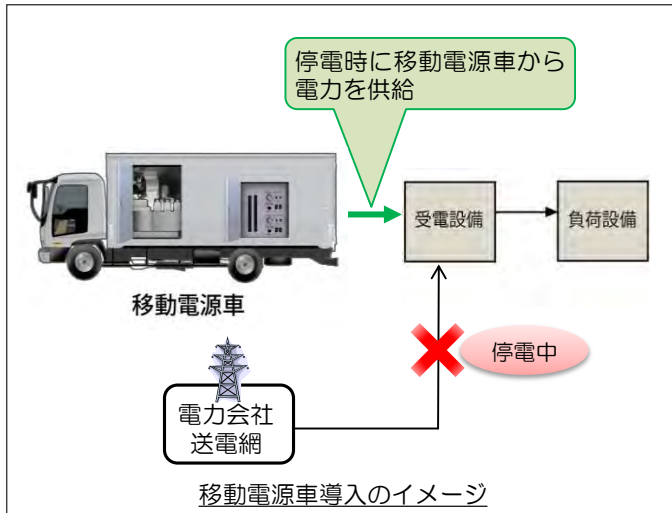 停電時に移動電源車から
電力を供給
受電設備
負荷設備
移動電源車
停電中
電力会社
送電網
移動電源車導入のイメージ